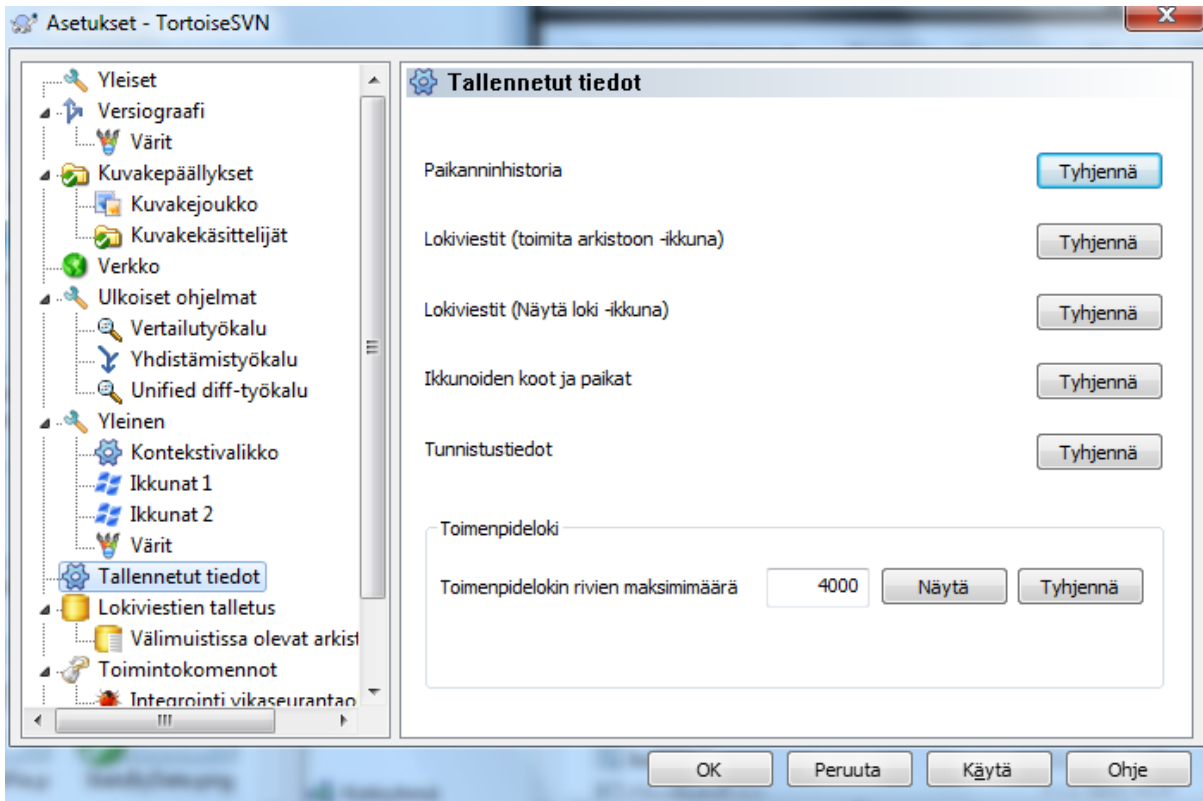 Asetukset - TortoiseSVN
Yleiset
Versiograafi
Värit
Kuvakepäällykset
Kuvakejoukko
Kuvakekäsittelijät
Verkko
Ulkoiset ohjelmat
Vertailutyökalu
Yhdistämistyökalu
Unified diff-työkalu
Yleinen
Kontekstivalikko
Ikkunat 1
Ikkunat 2
Värit
Tallennetut tiedot
Lokiviestien talletus
Välimuistissa olevat arkist
Toimintokomennot
Integrointi vikaseurantao
Tallennetut tiedot
Paikanninhistoria Tyhjennä
Lokiviestit (toimita arkistoon -ikkuna) Tyhjennä
Lokiviestit (Näytä loki -ikkuna) Tyhjennä
Ikkunoiden koot ja paikat Tyhjennä
Tunnistustiedot Tyhjennä
Toimenpideloki
Toimenpidelokin rivien maksimimäärä 4000 Näytä Tyhjennä
OK Peruuta Käytä Ohje